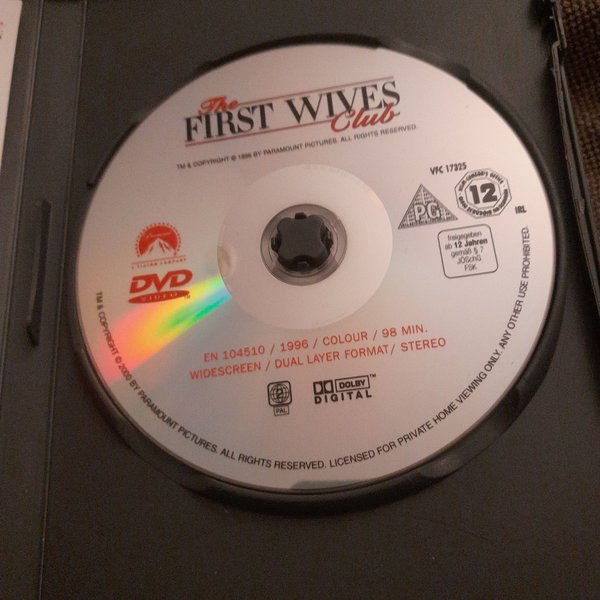 The
FIRST WIVES
Club
TM & COPYRIGHT © 1996 BY PARAMOUNT PICTURES. ALL RIGHTS RESERVED.
VFC 17325
PG
12
IRL
freigegeben
ab 12 Jahren
gemäß § 7
JÖSchG
FSK
Paramount
DVD
VIDEO
TM
EN 104510 / 1996 / COLOUR / 98 MIN.
WIDESCREEN / DUAL LAYER FORMAT / STEREO
2
PAL
DOLBY
DIGITAL
TM & COPYRIGHT © 2000 BY PARAMOUNT PICTURES. ALL RIGHTS RESERVED. LICENSED FOR PRIVATE HOME VIEWING ONLY. ANY OTHER USE PROHIBITED.